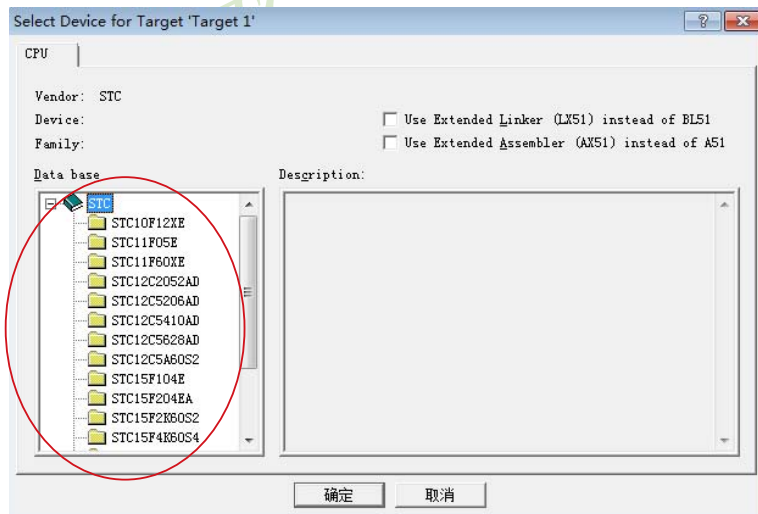 Select Device for Target 'Target 1'
CPU
Vendor: STC
Device:
Use Extended Linker (LX51) instead of BL51
Family:
Use Extended Assembler (AX51) instead of A51
Data base
Description:
STC
STC10F12XE
STC11F05E
STC11F60XE
STC12C2052AD
STC12C5206AD
STC12C5410AD
STC12C5628AD
STC12C5A60S2
STC15F104E
STC15F204EA
STC15F2K60S2
STC15F4K60S4
确定
取消